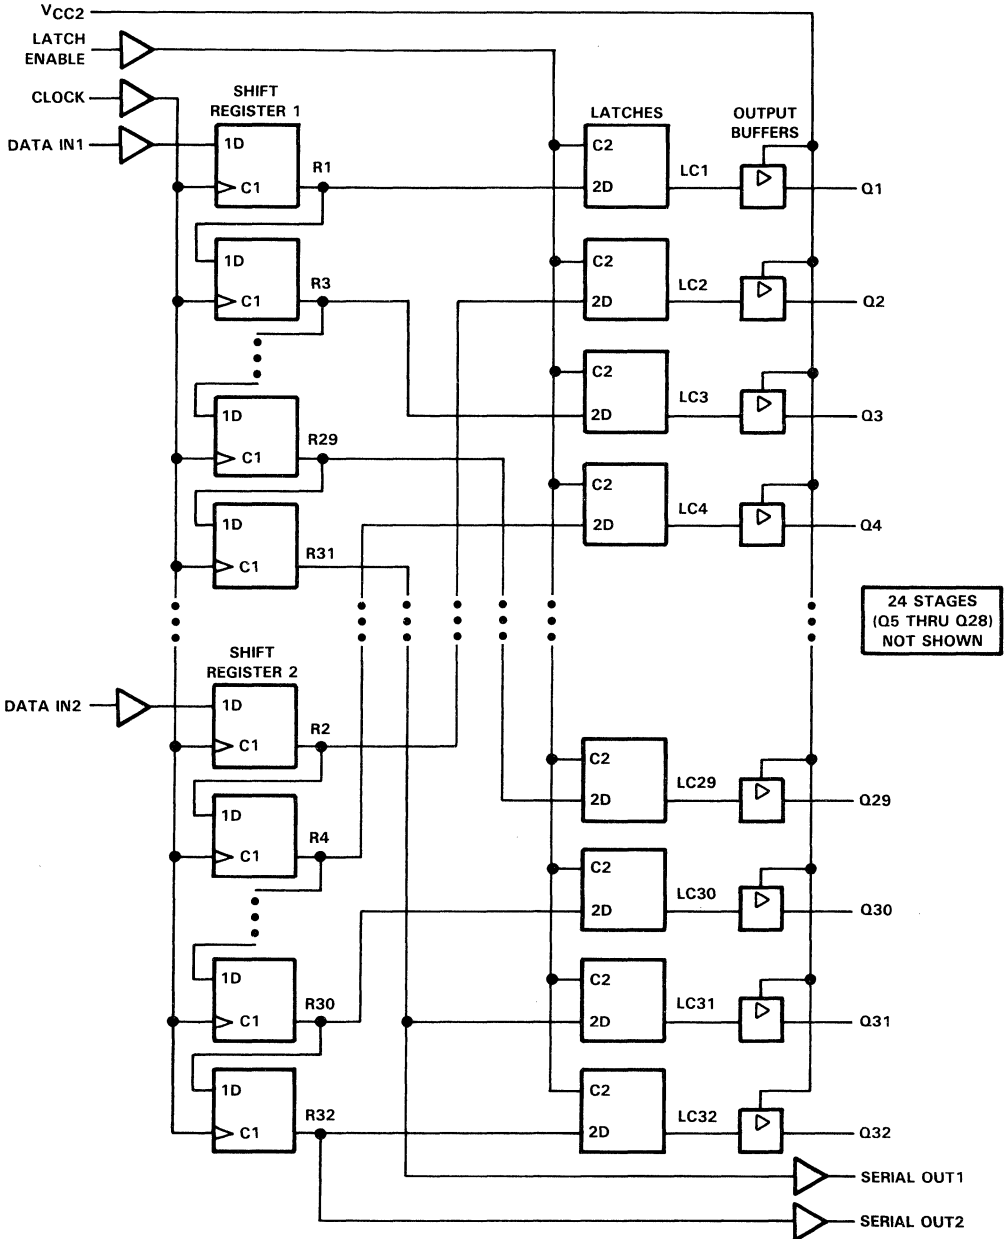 VCC2
LATCH
ENABLE
CLOCK
DATA IN1
SHIFT
REGISTER 1
LATCHES
OUTPUT
BUFFERS
1D
C1
R1
C2
2D
LC1
Q1
1D
C1
R3
C2
2D
LC2
Q2
C2
2D
LC3
Q3
1D
C1
R29
C2
2D
LC4
Q4
1D
C1
R31
24 STAGES
(Q5 THRU Q28)
NOT SHOWN
SHIFT
REGISTER 2
DATA IN2
1D
C1
R2
C2
2D
LC29
Q29
1D
C1
R4
C2
2D
LC30
Q30
1D
C1
R30
C2
2D
LC31
Q31
1D
C1
R32
C2
2D
LC32
Q32
SERIAL OUT1
SERIAL OUT2